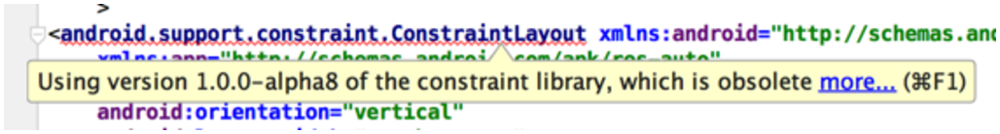 >
<android.support.constraint.ConstraintLayout xmlns:android="http://schemas.and
xmlns:app="http://schemas.android.com/apk/res-auto"
Using version 1.0.0-alpha8 of the constraint library, which is obsolete more... (⌘F1)
android:orientation="vertical"